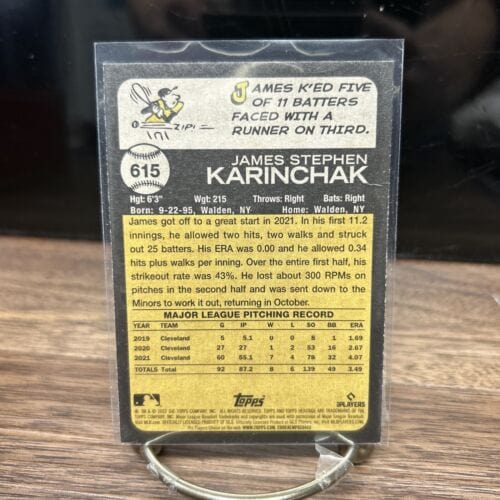 JAMES K'ED FIVE
OF 11 BATTERS
FACED WITH A
RUNNER ON THIRD.
ZIP!
615
JAMES STEPHEN
KARINCHAK
Hgt: 6'3" Wgt: 215 Throws: Right Bats: Right
Born: 9-22-95, Walden, NY Home: Walden, NY
James got off to a great start in 2021. In his first 11.2
innings, he allowed two hits, two walks and struck
out 25 batters. His ERA was 0.00 and he allowed 0.34
hits plus walks per inning. Over the entire first half, his
strikeout rate was 43%. He lost about 300 RPMs on
pitches in the second half and was sent down to the
Minors to work it out, returning in October.
MAJOR LEAGUE PITCHING RECORD
YEAR TEAM G IP W L SO BB ERA
2019 Cleveland 5 5.1 0 0 8 1 1.69
2020 Cleveland 27 27 1 2 53 16 2.67
2021 Cleveland 60 55.1 7 4 78 32 4.07
TOTALS Total 92 87.2 8 6 139 49 3.49
Topps
PLAYERS